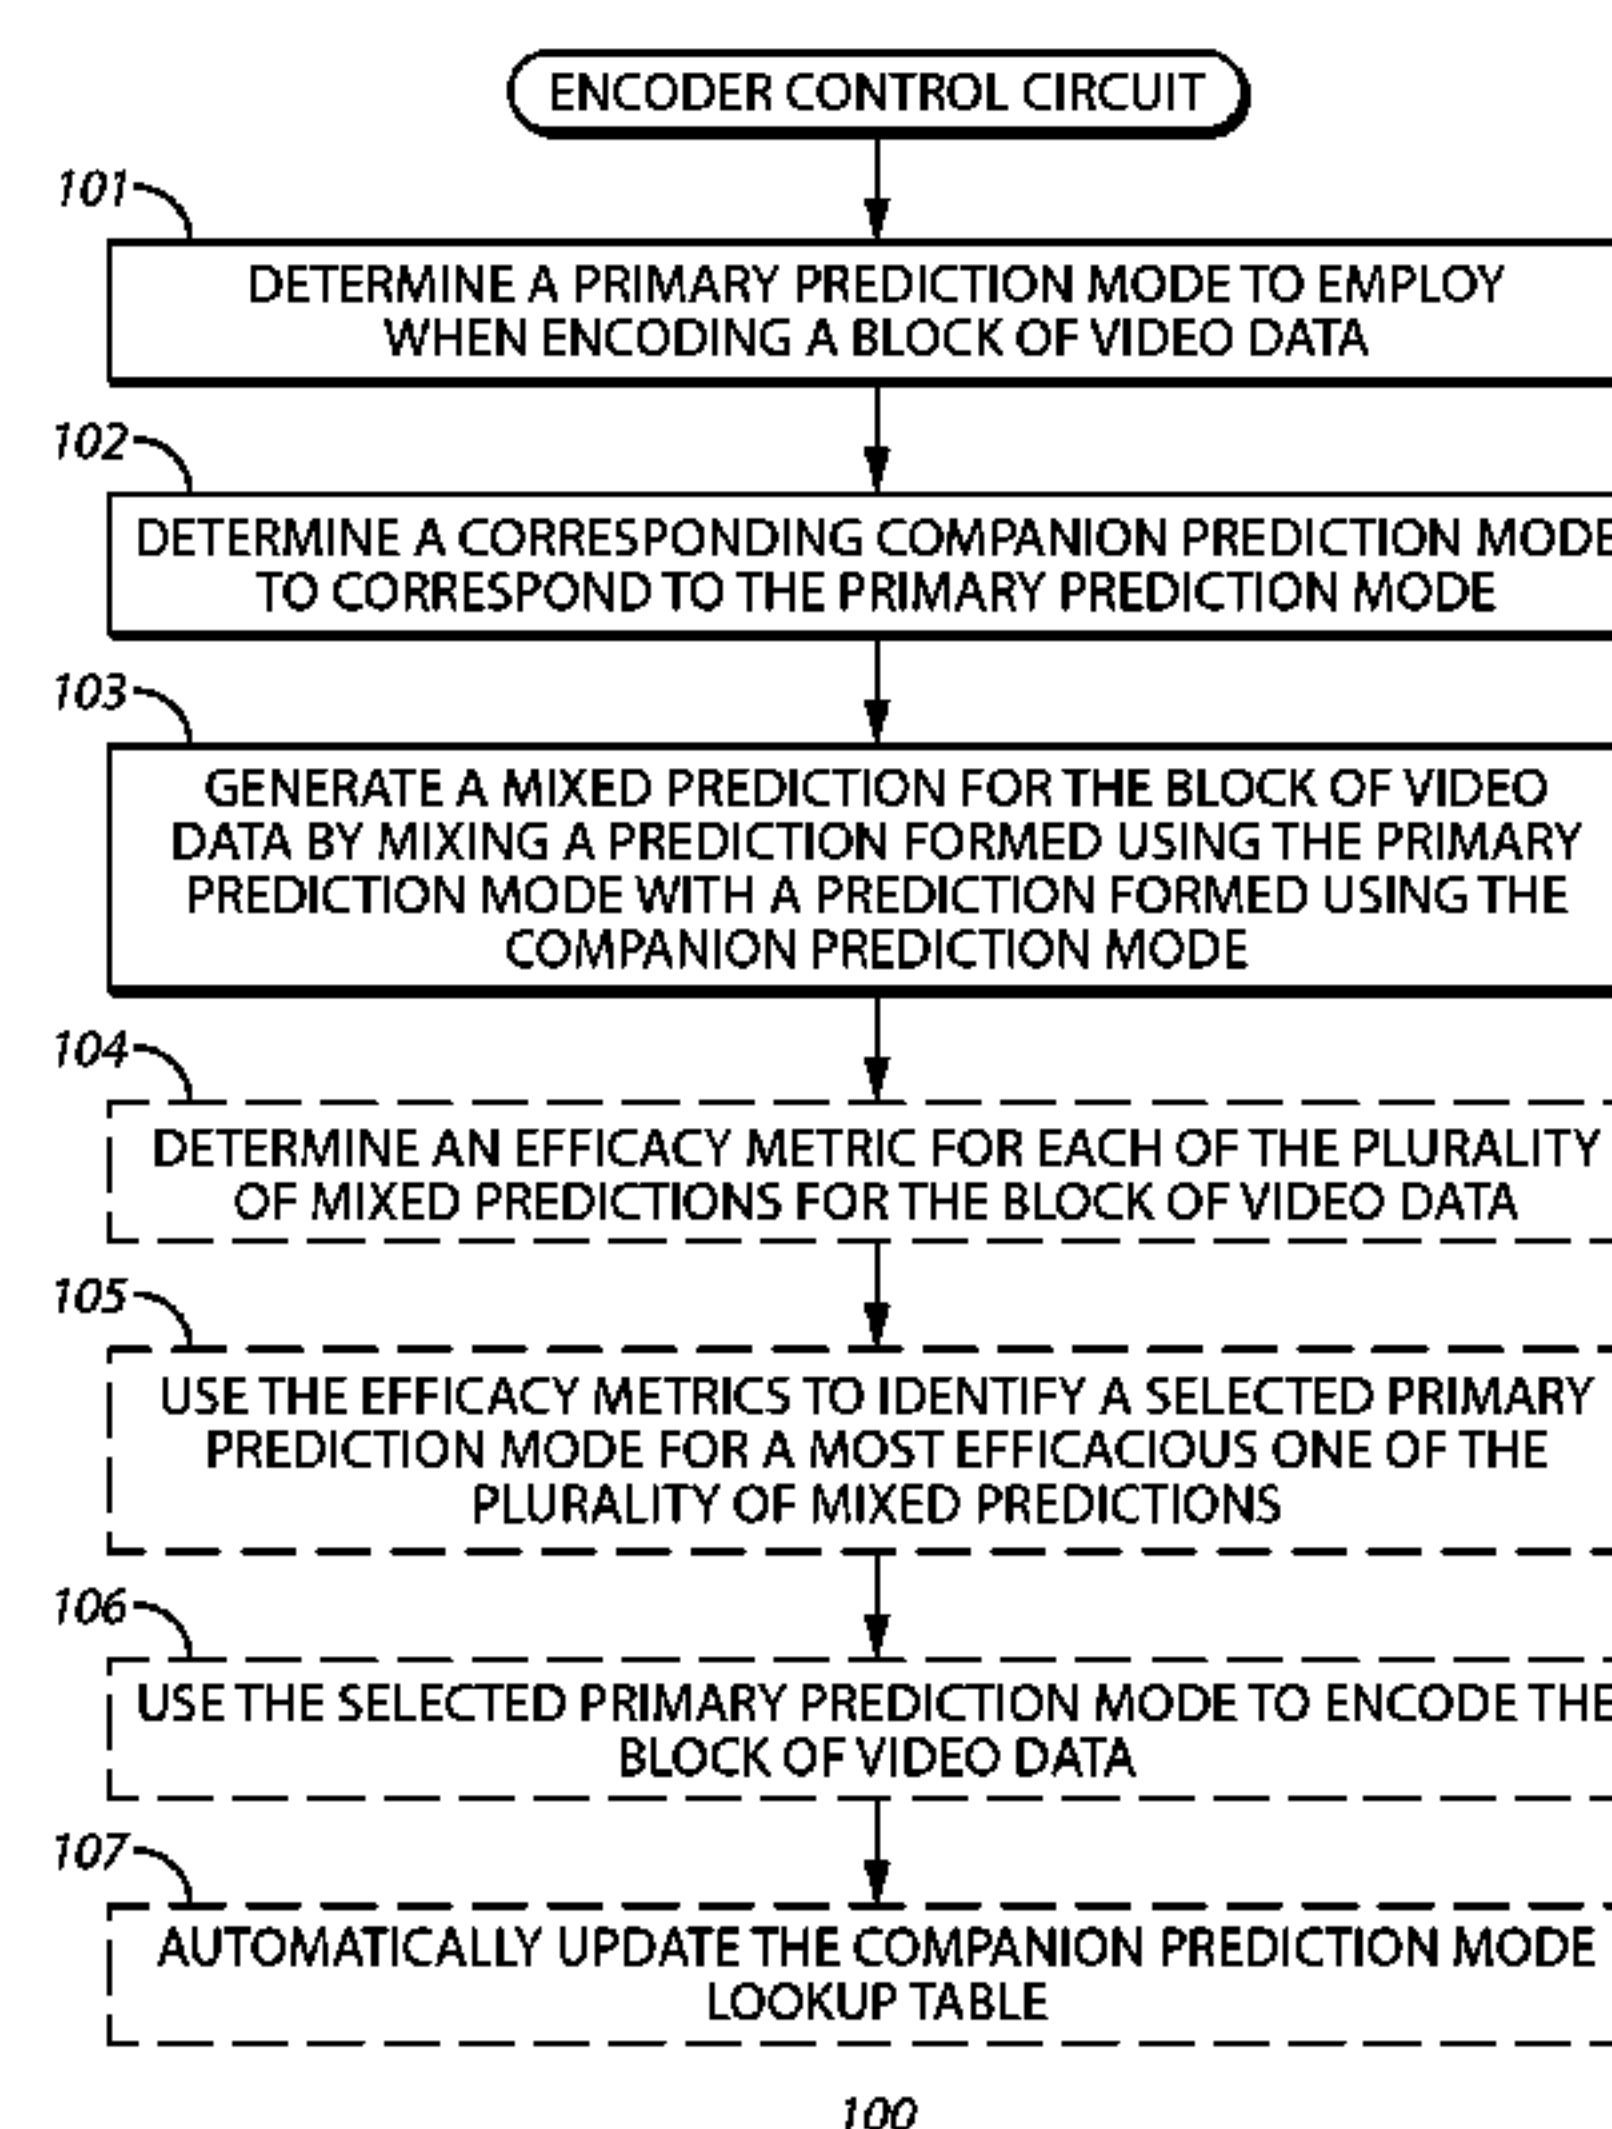 ENCODER CONTROL CIRCUIT
101
DETERMINE A PRIMARY PREDICTION MODE TO EMPLOY
WHEN ENCODING A BLOCK OF VIDEO DATA
102
DETERMINE A CORRESPONDING COMPANION PREDICTION MODE
TO CORRESPOND TO THE PRIMARY PREDICTION MODE
103
GENERATE A MIXED PREDICTION FOR THE BLOCK OF VIDEO
DATA BY MIXING A PREDICTION FORMED USING THE PRIMARY
PREDICTION MODE WITH A PREDICTION FORMED USING THE
COMPANION PREDICTION MODE
104
DETERMINE AN EFFICACY METRIC FOR EACH OF THE PLURALITY
OF MIXED PREDICTIONS FOR THE BLOCK OF VIDEO DATA
105
USE THE EFFICACY METRICS TO IDENTIFY A SELECTED PRIMARY
PREDICTION MODE FOR A MOST EFFICACIOUS ONE OF THE
PLURALITY OF MIXED PREDICTIONS
106
USE THE SELECTED PRIMARY PREDICTION MODE TO ENCODE THE
BLOCK OF VIDEO DATA
107
AUTOMATICALLY UPDATE THE COMPANION PREDICTION MODE
LOOKUP TABLE
100